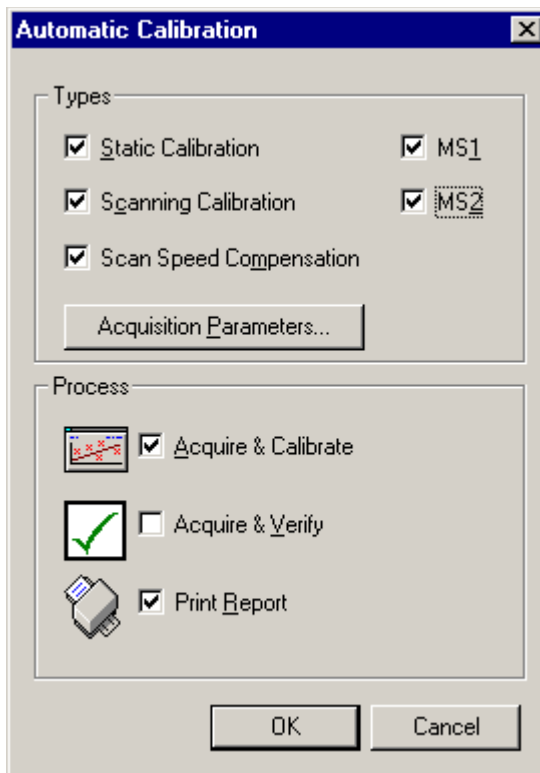 Automatic Calibration
Types
Static Calibration
MS1
Scanning Calibration
MS2
Scan Speed Compensation
Acquisition Parameters...
Process
Acquire & Calibrate
Acquire & Verify
Print Report
OK
Cancel